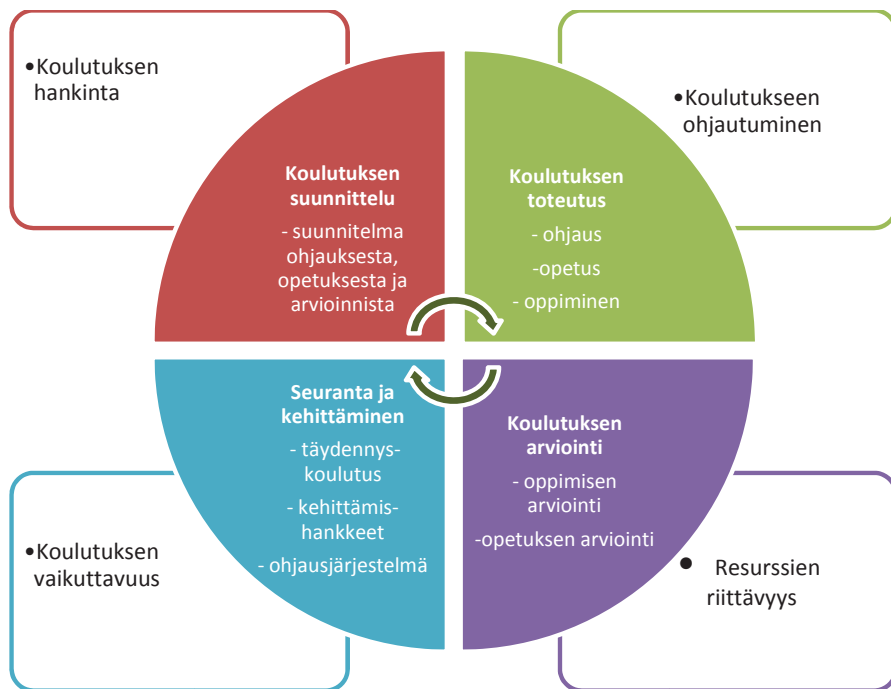 •Koulutuksen
hankinta
•Koulutukseen
ohjautuminen
Koulutuksen
suunnittelu
- suunnitelma
ohjauksesta,
opetuksesta ja
arvioinnista
Koulutuksen
toteutus
- ohjaus
-opetus
- oppiminen
Seuranta ja
kehittäminen
- täydennys-
koulutus
- kehittämis-
hankkeet
- ohjausjärjestelmä
Koulutuksen
arviointi
- oppimisen
arviointi
-opetuksen arviointi
•Koulutuksen
vaikuttavuus
• Resurssien
riittävyys